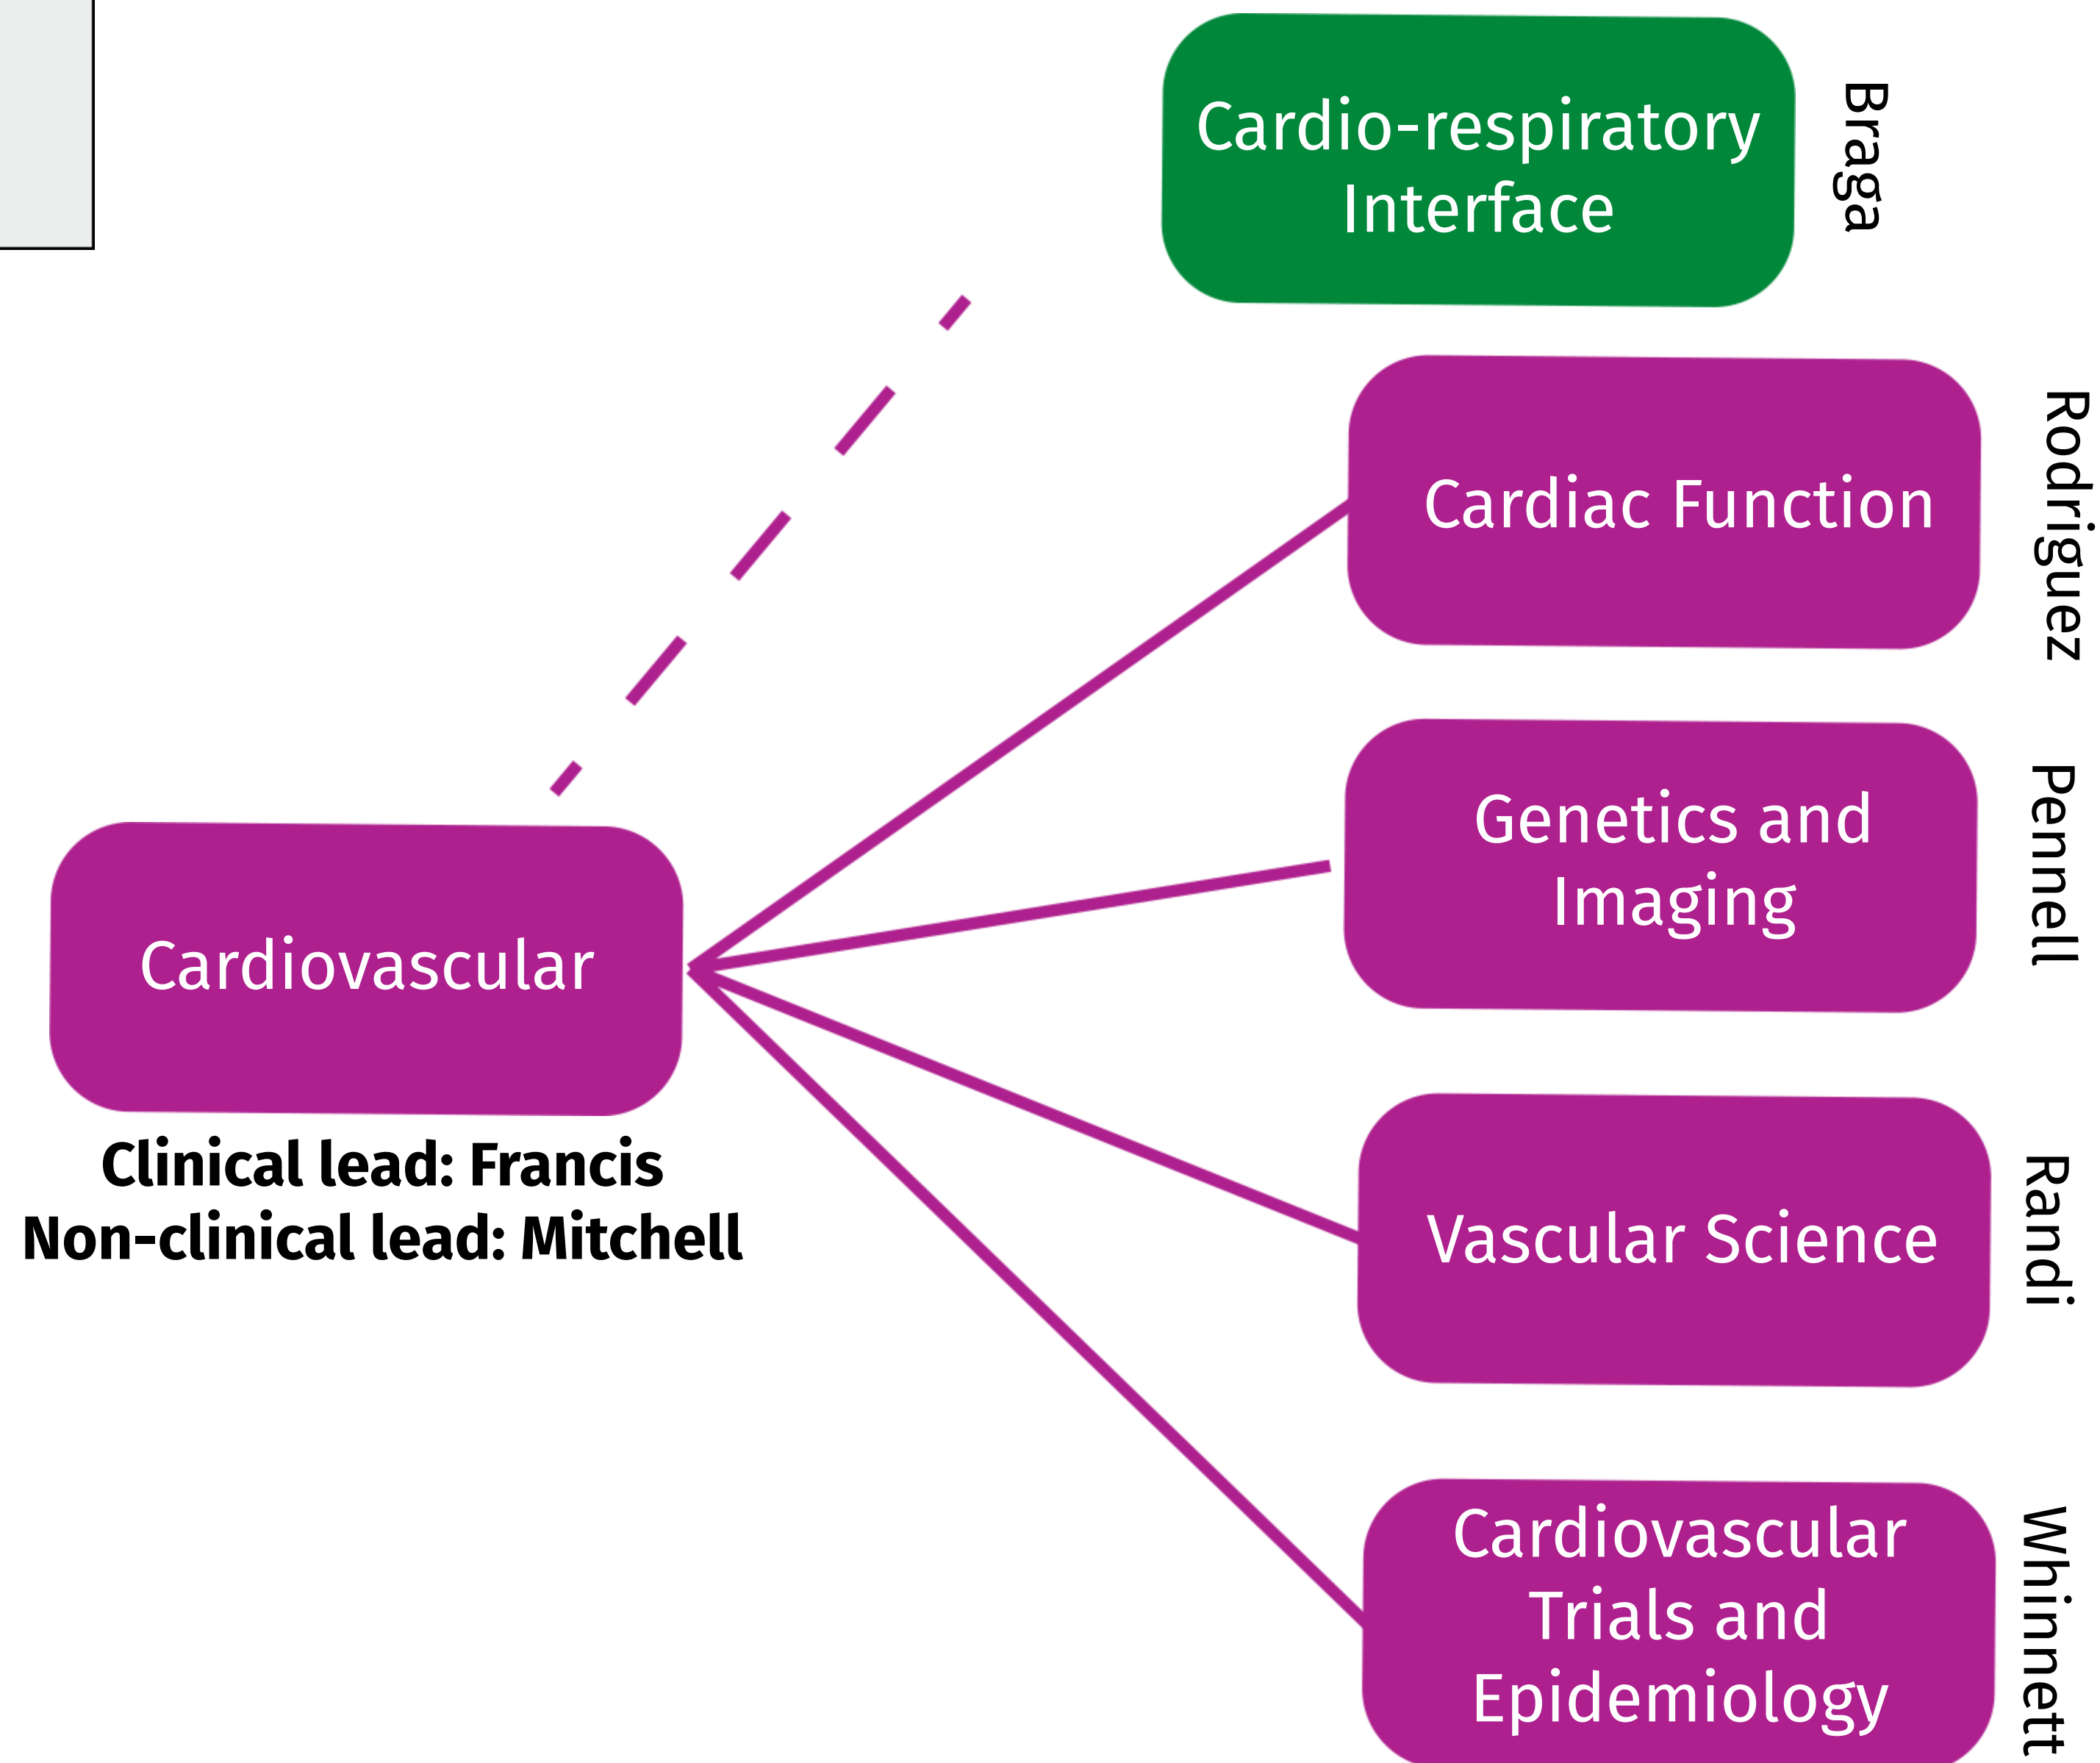 Cardio-respiratory
Interface
Braga
Cardiac Function
Rodriguez
Genetics and
Imaging
Pennell
Cardiovascular
Clinical lead: Francis
Non-clinical lead: Mitchell
Vascular Science
Randi
Cardiovascular
Trials and
Epidemiology
Whinnett